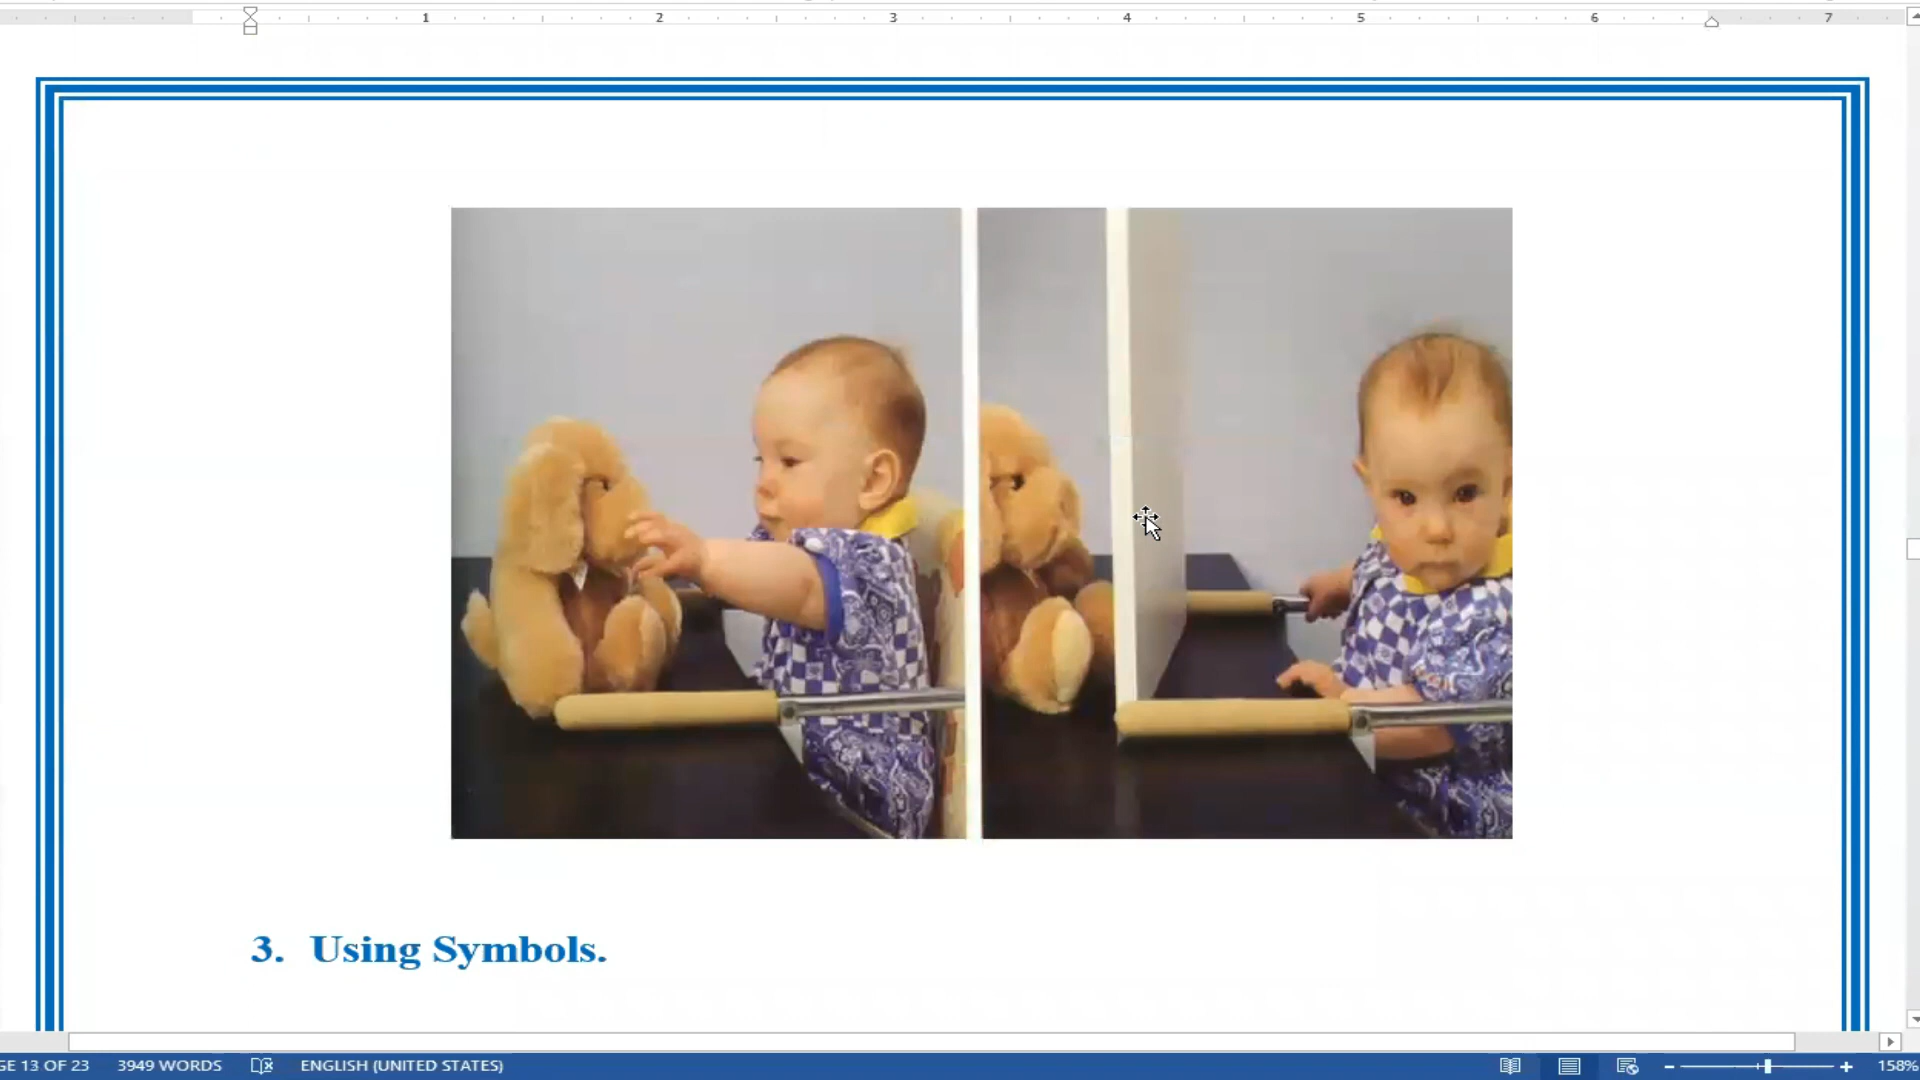 1 2 3 4 5 6 7
3. Using Symbols.
GE 13 OF 23 3949 WORDS ENGLISH (UNITED STATES) 158%